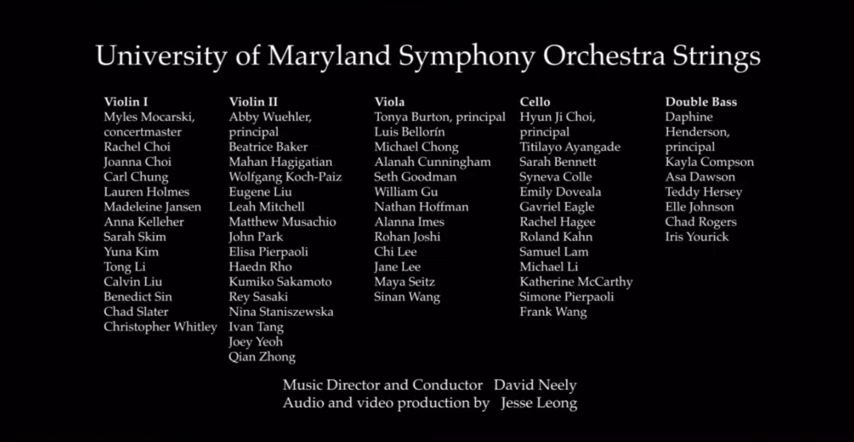 University of Maryland Symphony Orchestra Strings
Violin I
Myles Mocarski,
concertmaster
Rachel Choi
Joanna Choi
Carl Chung
Lauren Holmes
Madeleine Jansen
Anna Kelleher
Sarah Skim
Yuna Kim
Tong Li
Calvin Liu
Benedict Sin
Chad Slater
Christopher Whitley
Violin II
Abby Wuehler,
principal
Beatrice Baker
Mahan Hagigatian
Wolfgang Koch-Paiz
Eugene Liu
Leah Mitchell
Matthew Musachio
John Park
Elisa Pierpaoli
Haedn Rho
Kumiko Sakamoto
Rey Sasaki
Nina Staniszewska
Ivan Tang
Joey Yeoh
Qian Zhong
Viola
Tonya Burton, principal
Luis Bellorín
Michael Chong
Alanah Cunningham
Seth Goodman
William Gu
Nathan Hoffman
Alanna Imes
Rohan Joshi
Chi Lee
Jane Lee
Maya Seitz
Sinan Wang
Cello
Hyun Ji Choi,
principal
Titilayo Ayangade
Sarah Bennett
Syneva Colle
Emily Doveala
Gavriel Eagle
Rachel Hagee
Roland Kahn
Samuel Lam
Michael Li
Katherine McCarthy
Simone Pierpaoli
Frank Wang
Double Bass
Daphine
Henderson,
principal
Kayla Compson
Asa Dawson
Teddy Hersey
Elle Johnson
Chad Rogers
Iris Yourick
Music Director and Conductor David Neely
Audio and video production by Jesse Leong